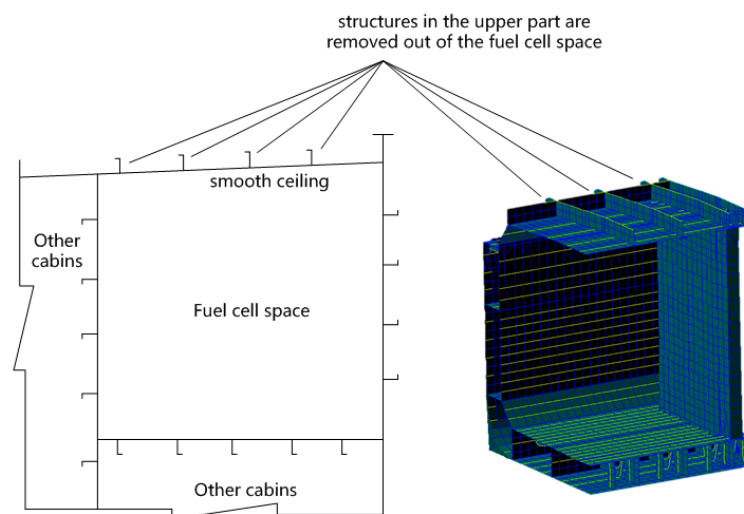 structures in the upper part are
removed out of the fuel cell space
smooth ceiling
Other
cabins
Fuel cell space
Other cabins